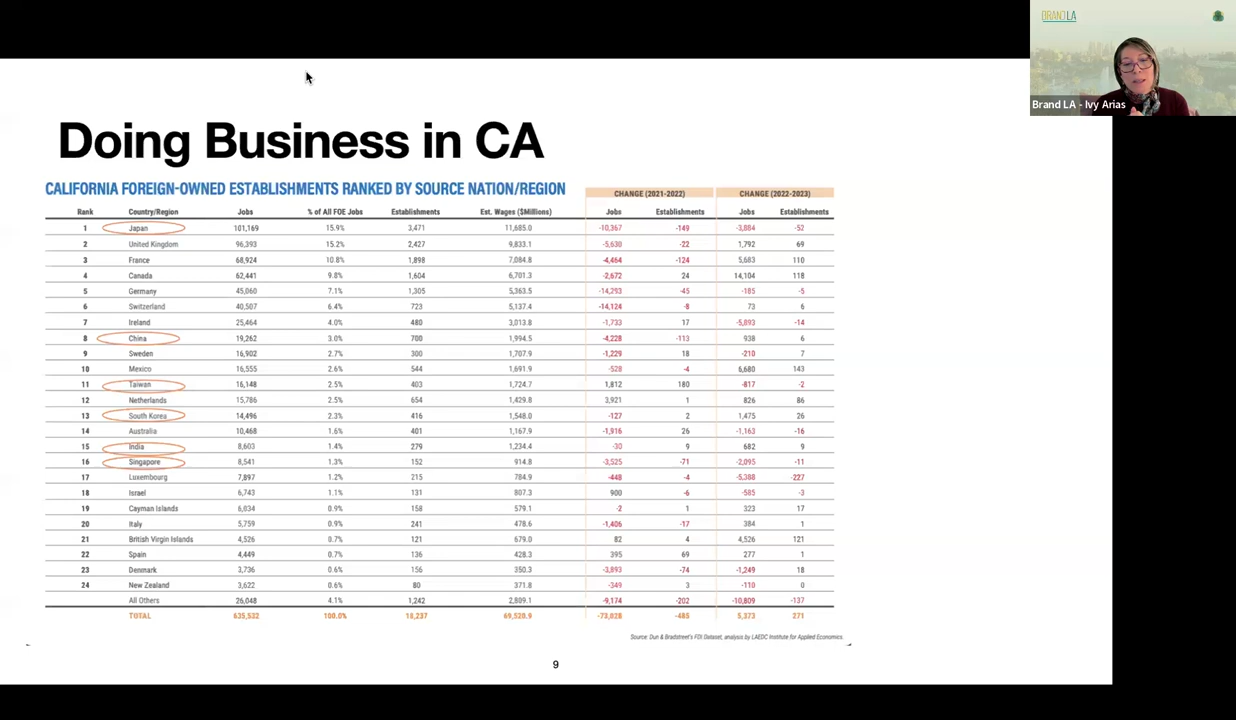 BRAND LA
Brand LA - Ivy Arias
Doing Business in CA
CALIFORNIA FOREIGN-OWNED ESTABLISHMENTS RANKED BY SOURCE NATION/REGION
CHANGE (2021-2022) CHANGE (2022-2023)
Rank Country/Region Jobs % of All FOE Jobs Establishments Est. Wages ($Millions) Jobs Establishments Jobs Establishments
1 Japan 101,169 15.9% 3,471 11,685.0 -10,367 -149 -3,884 -52
2 United Kingdom 96,393 15.2% 2,427 9,833.1 -5,630 -22 1,792 69
3 France 68,924 10.8% 1,898 7,084.8 -4,464 -124 5,683 110
4 Canada 62,441 9.8% 1,604 6,701.3 -2,672 24 14,104 118
5 Germany 45,060 7.1% 1,305 5,363.5 -14,293 -45 -185 -5
6 Switzerland 40,507 6.4% 723 5,137.4 -14,124 -8 73 6
7 Ireland 25,464 4.0% 480 3,013.8 -1,733 17 -5,893 -14
8 China 19,262 3.0% 700 1,994.5 -4,228 -113 938 6
9 Sweden 16,902 2.7% 300 1,707.9 -1,229 18 -210 7
10 Mexico 16,555 2.6% 544 1,691.9 -528 -4 6,680 143
11 Taiwan 16,148 2.5% 403 1,724.7 1,812 180 -817 -2
12 Netherlands 15,786 2.5% 654 1,429.8 3,921 1 826 86
13 South Korea 14,496 2.3% 416 1,548.0 -127 2 1,475 26
14 Australia 10,468 1.6% 401 1,167.9 -1,916 26 -1,163 -16
15 India 8,603 1.4% 279 1,234.4 -30 9 682 9
16 Singapore 8,541 1.3% 152 914.8 -3,525 -71 -2,095 -11
17 Luxembourg 7,897 1.2% 215 784.9 -448 -4 -5,388 -227
18 Israel 6,743 1.1% 131 807.3 900 -6 -585 -3
19 Cayman Islands 6,034 0.9% 158 579.1 -2 1 323 17
20 Italy 5,759 0.9% 241 478.6 -1,406 -17 384 1
21 British Virgin Islands 4,526 0.7% 121 679.0 82 4 4,526 121
22 Spain 4,449 0.7% 136 428.3 395 69 277 1
23 Denmark 3,736 0.6% 156 350.3 -3,893 -74 -1,249 18
24 New Zealand 3,622 0.6% 80 371.8 -349 3 -110 0
All Others 26,048 4.1% 1,242 2,809.1 -9,174 -202 -10,809 -137
TOTAL 635,532 100.0% 18,237 69,520.9 -73,028 -485 5,373 271
Source: Dun & Bradstreet's FDI Dataset, analysis by LAEDC Institute for Applied Economics.
9